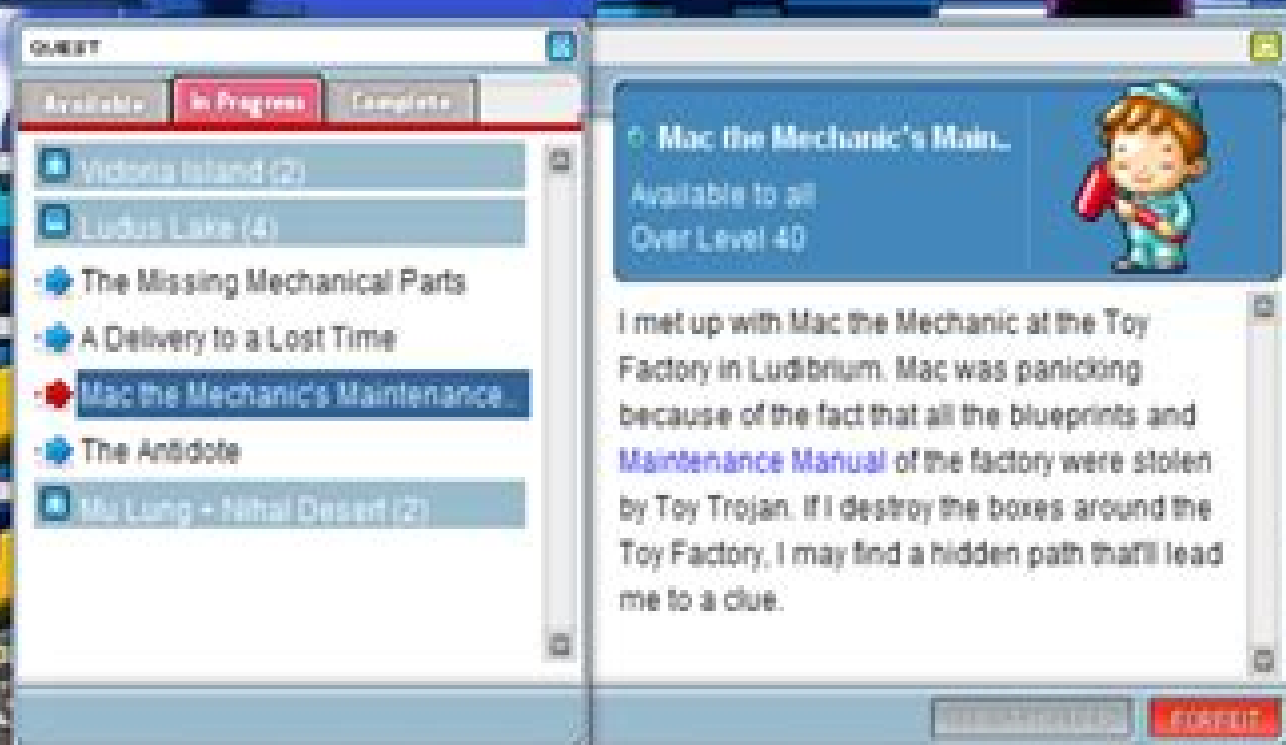 QUEST
Available
In Progress
Complete
Victoria Island (2)
Ludus Lake (4)
The Missing Mechanical Parts
A Delivery to a Lost Time
Mac the Mechanic's Maintenance..
The Antidote
Mu Lung + Nihal Desert (2)
Mac the Mechanic's Main..
Available to all
Over Level 40
I met up with Mac the Mechanic at the Toy
Factory in Ludibrium. Mac was panicking
because of the fact that all the blueprints and
Maintenance Manual of the factory were stolen
by Toy Trojan. If I destroy the boxes around the
Toy Factory, I may find a hidden path that'll lead
me to a clue.
FORFEIT